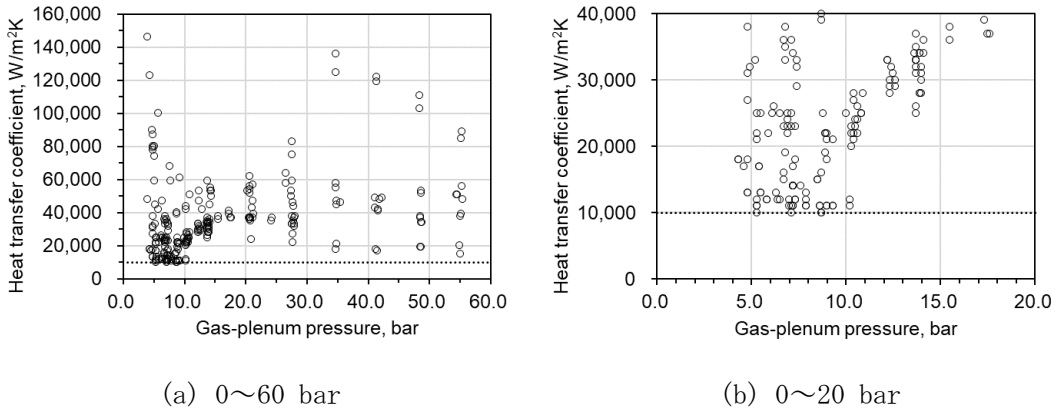 Heat transfer coefficient, W/m²K
160,000
140,000
120,000
100,000
80,000
60,000
40,000
20,000
0
0.0 10.0 20.0 30.0 40.0 50.0 60.0
Gas-plenum pressure, bar
(a) 0～60 bar
Heat transfer coefficient, W/m²K
40,000
30,000
20,000
10,000
0
0.0 5.0 10.0 15.0 20.0
Gas-plenum pressure, bar
(b) 0～20 bar